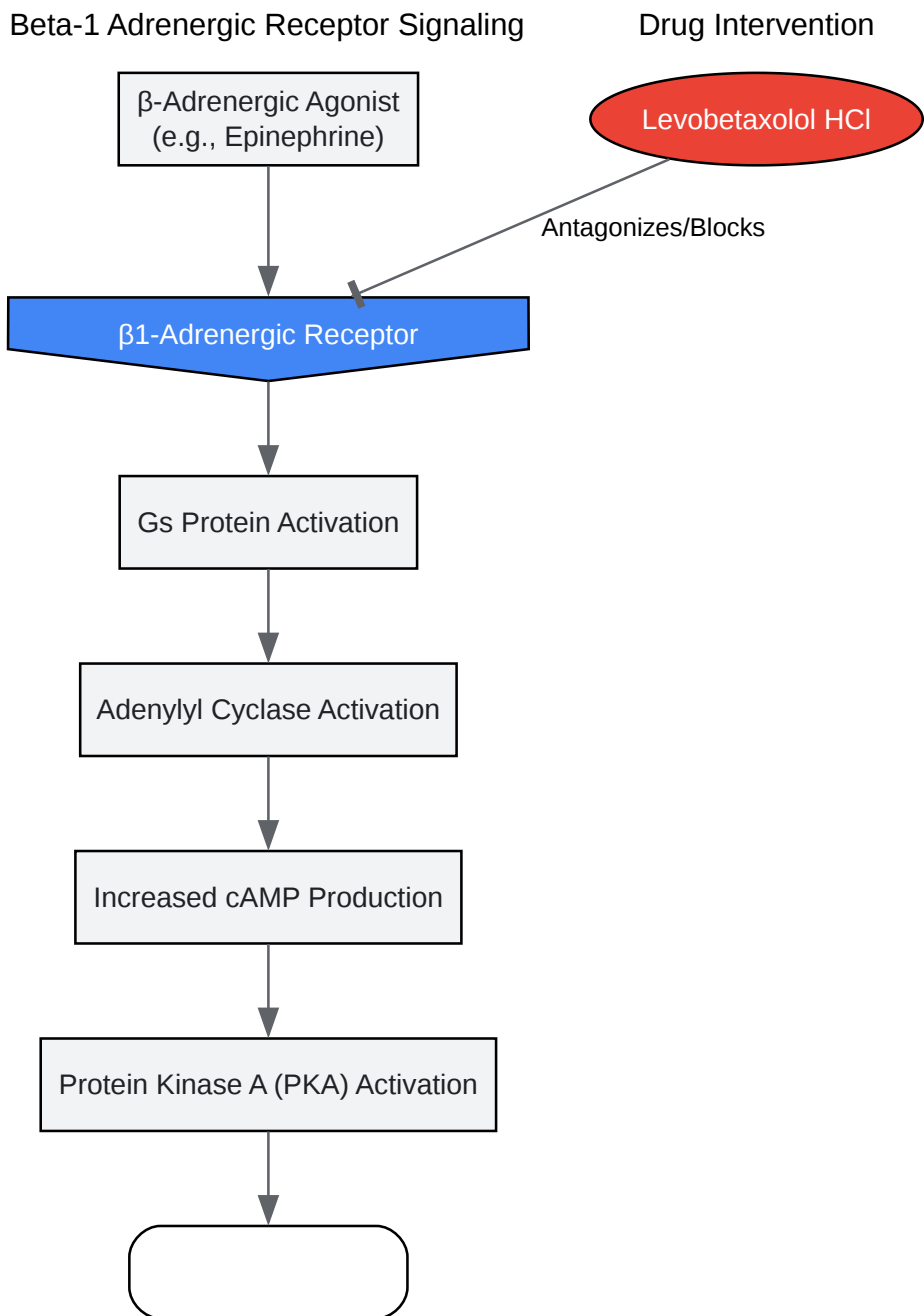 Beta-1 Adrenergic Receptor Signaling
Drug Intervention
β-Adrenergic Agonist
(e.g., Epinephrine)
Levobetaxolol HCl
Antagonizes/Blocks
β1-Adrenergic Receptor
Gs Protein Activation
Adenylyl Cyclase Activation
Increased cAMP Production
Protein Kinase A (PKA) Activation